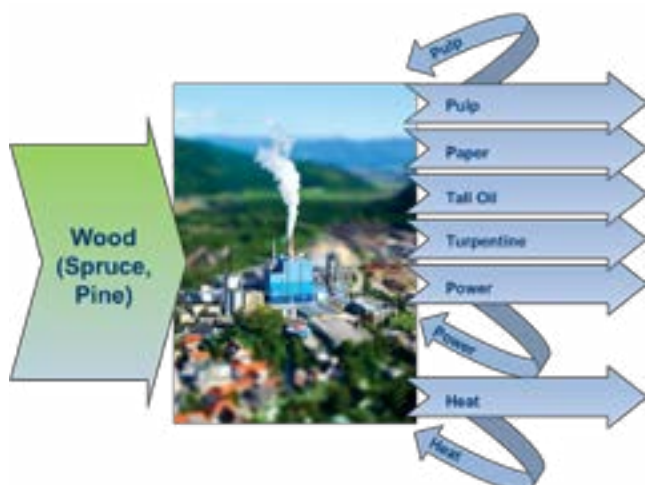 Pulp
Pulp
Paper
Wood
(Spruce,
Pine)
Tall Oil
Turpentine
Power
Power
Heat
Heat